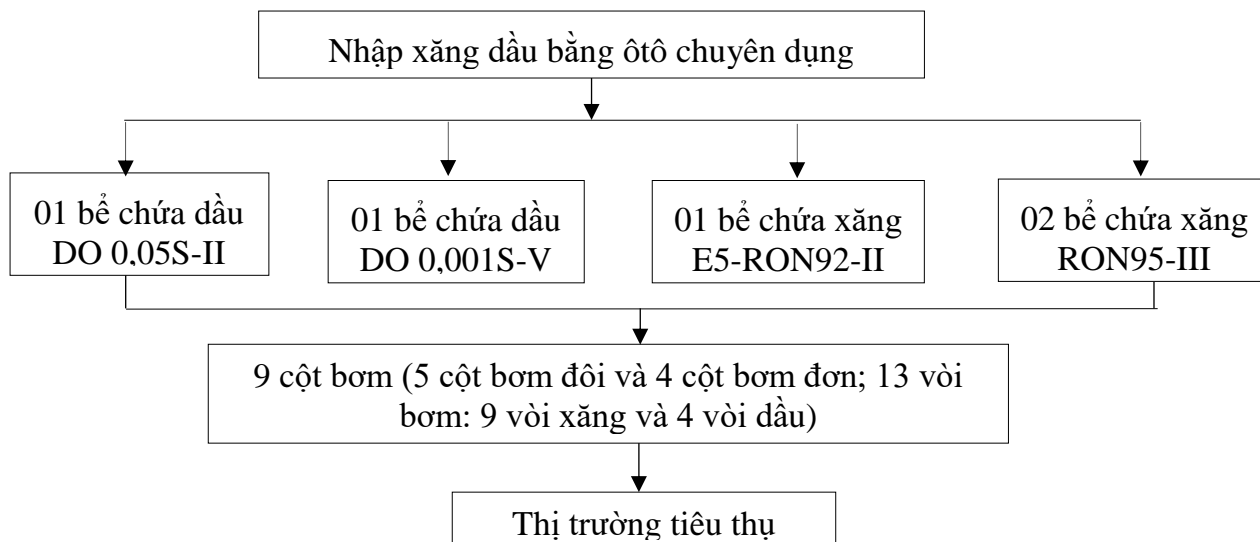 Nhập xăng dầu bằng ôtô chuyên dụng
01 bể chứa dầu
DO 0,05S-II
01 bể chứa dầu
DO 0,001S-V
01 bể chứa xăng
E5-RON92-II
02 bể chứa xăng
RON95-III
9 cột bơm (5 cột bơm đôi và 4 cột bơm đơn; 13 vòi
bơm: 9 vòi xăng và 4 vòi dầu)
Thị trường tiêu thụ